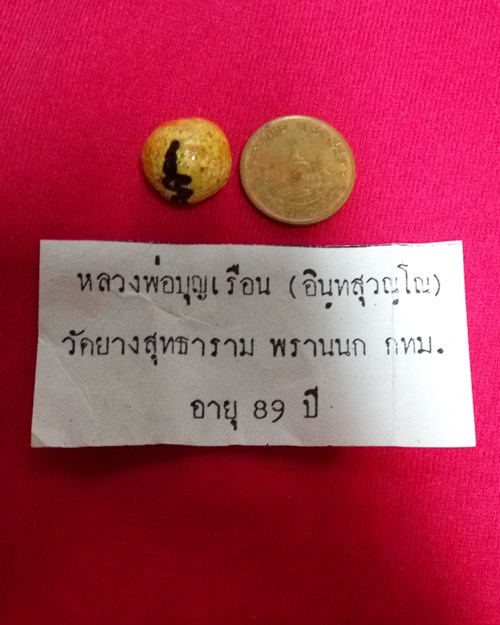 หลวงพ่อบุญเรือน (อินฺทสุวณฺโณ)
วัดยางสุทธาราม พรานนก กทม.
อายุ 89 ปี